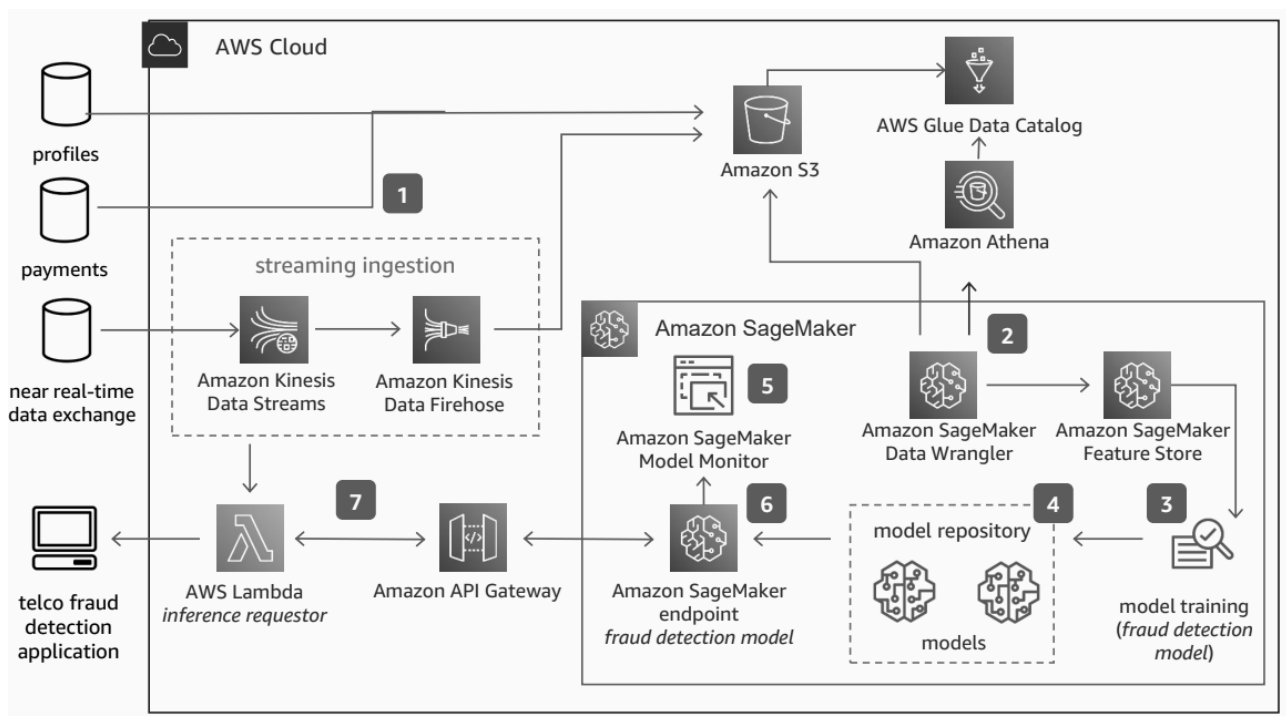 AWS Cloud
profiles
payments
near real-time
data exchange
telco fraud
detection
application
1
streaming ingestion
Amazon Kinesis
Data Streams
Amazon Kinesis
Data Firehose
Amazon S3
AWS Glue Data Catalog
Amazon Athena
Amazon SageMaker
2
5
Amazon SageMaker
Model Monitor
Amazon SageMaker
Data Wrangler
Amazon SageMaker
Feature Store
7
6
4
3
AWS Lambda
inference requestor
Amazon API Gateway
Amazon SageMaker
endpoint
fraud detection model
model repository
models
model training
(fraud detection
model)